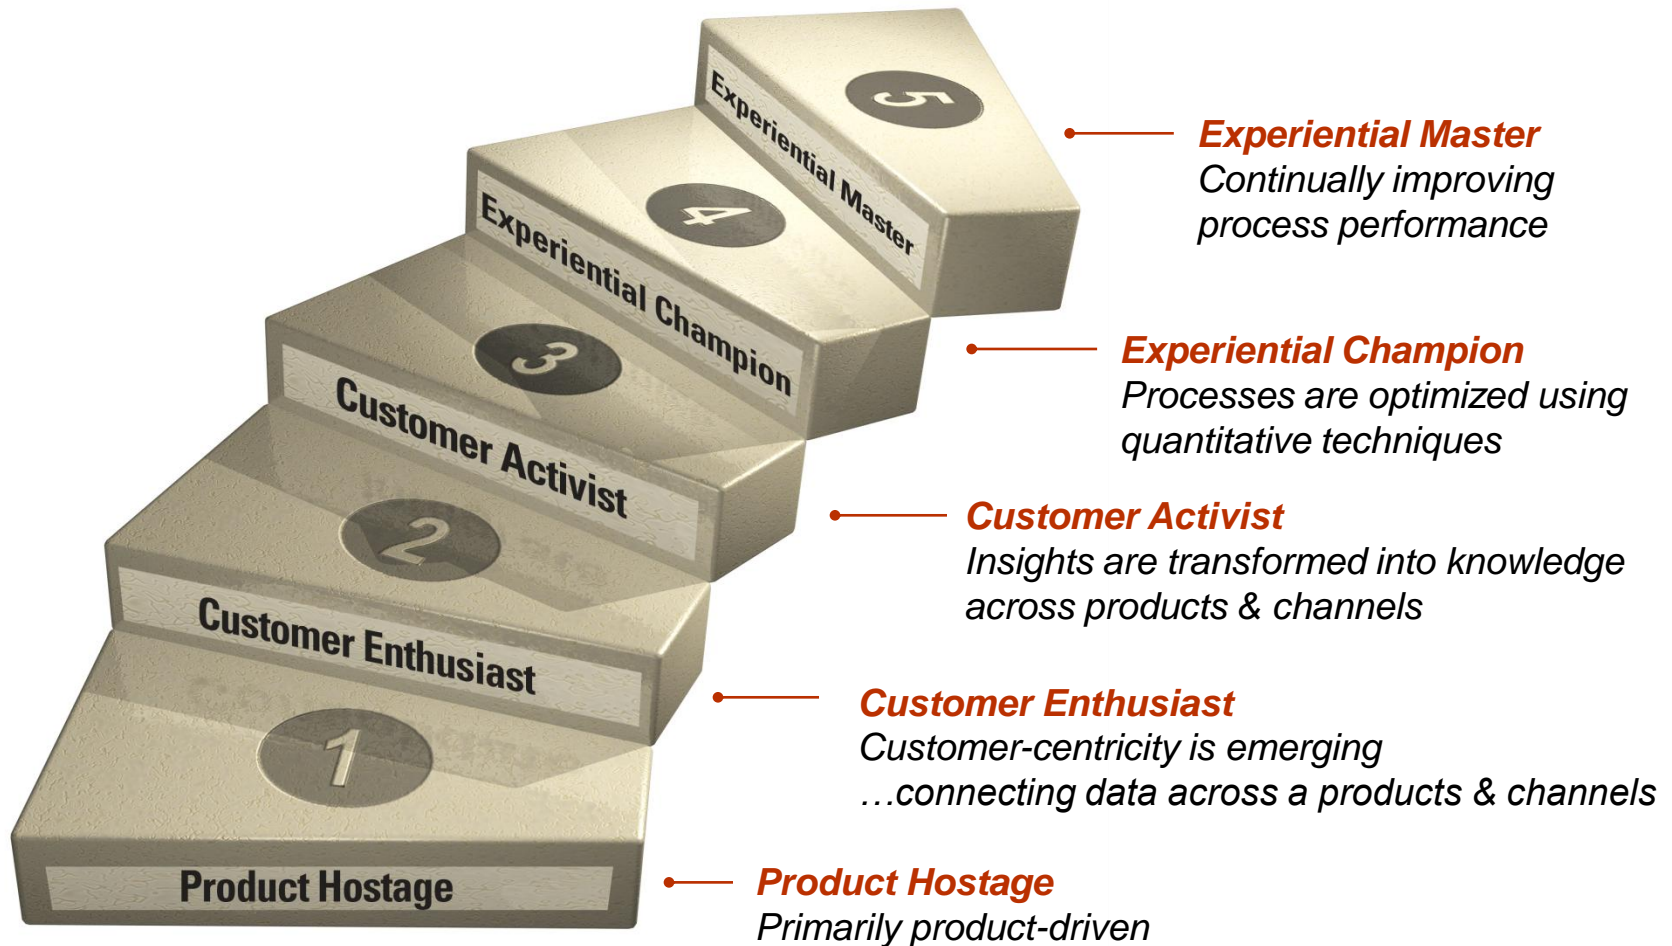 5
Experiential Master
4
Experiential Champion
3
Customer Activist
2
Customer Enthusiast
1
Product Hostage
Experiential Master
Continually improving
process performance
Experiential Champion
Processes are optimized using
quantitative techniques
Customer Activist
Insights are transformed into knowledge
across products & channels
Customer Enthusiast
Customer-centricity is emerging
…connecting data across a products & channels
Product Hostage
Primarily product-driven